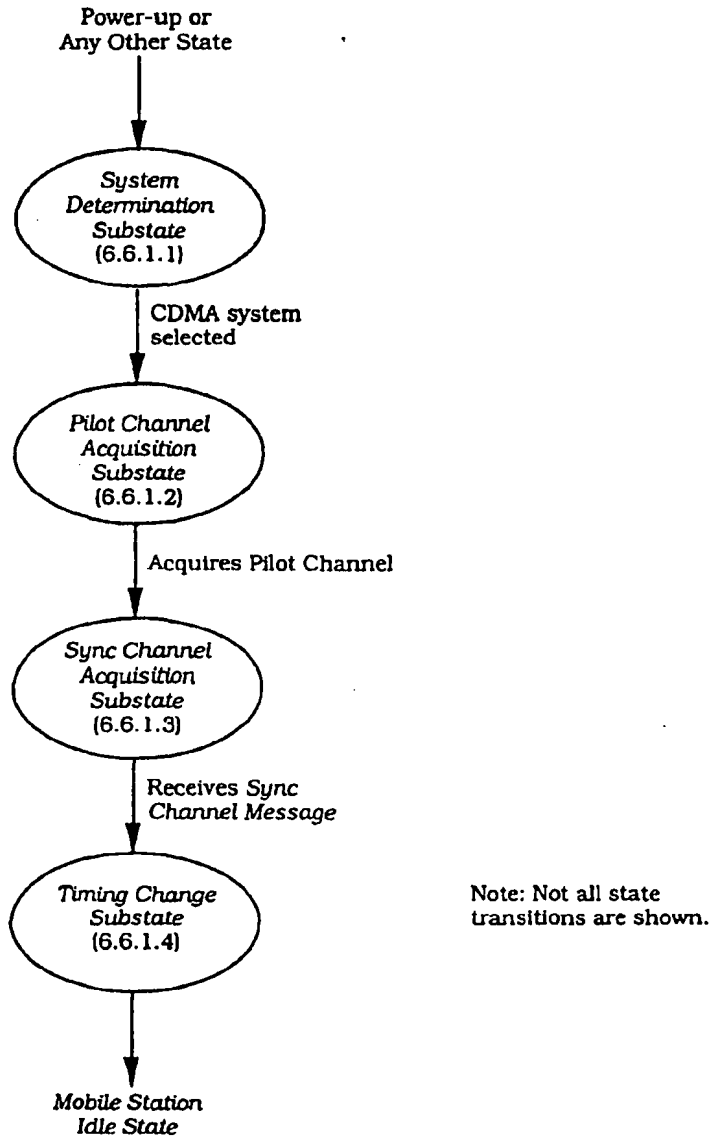 Power-up or
Any Other State
System
Determination
Substate
(6.6.1.1)
CDMA system
selected
Pilot Channel
Acquisition
Substate
(6.6.1.2)
Acquires Pilot Channel
Sync Channel
Acquisition
Substate
(6.6.1.3)
Receives Sync
Channel Message
Timing Change
Substate
(6.6.1.4)
Note: Not all state
transitions are shown.
Mobile Station
Idle State